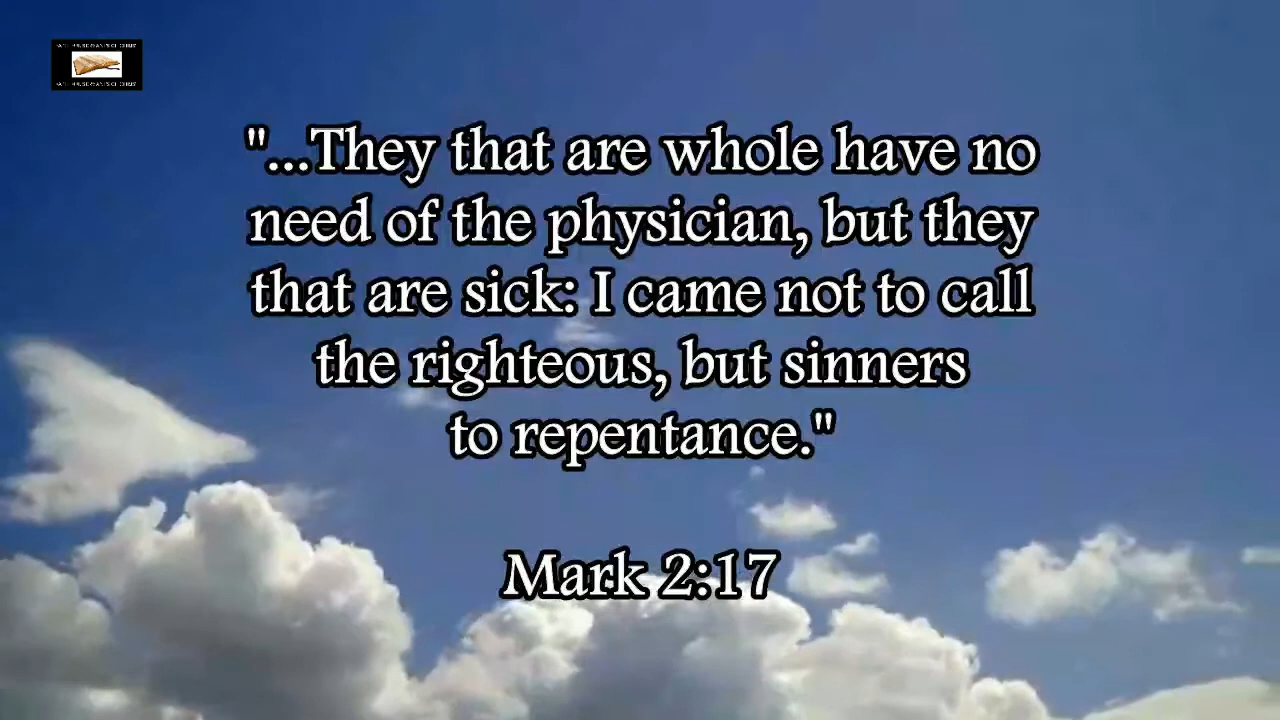 "...They that are whole have no
need of the physician, but they
that are sick: I came not to call
the righteous, but sinners
to repentance."
Mark 2:17